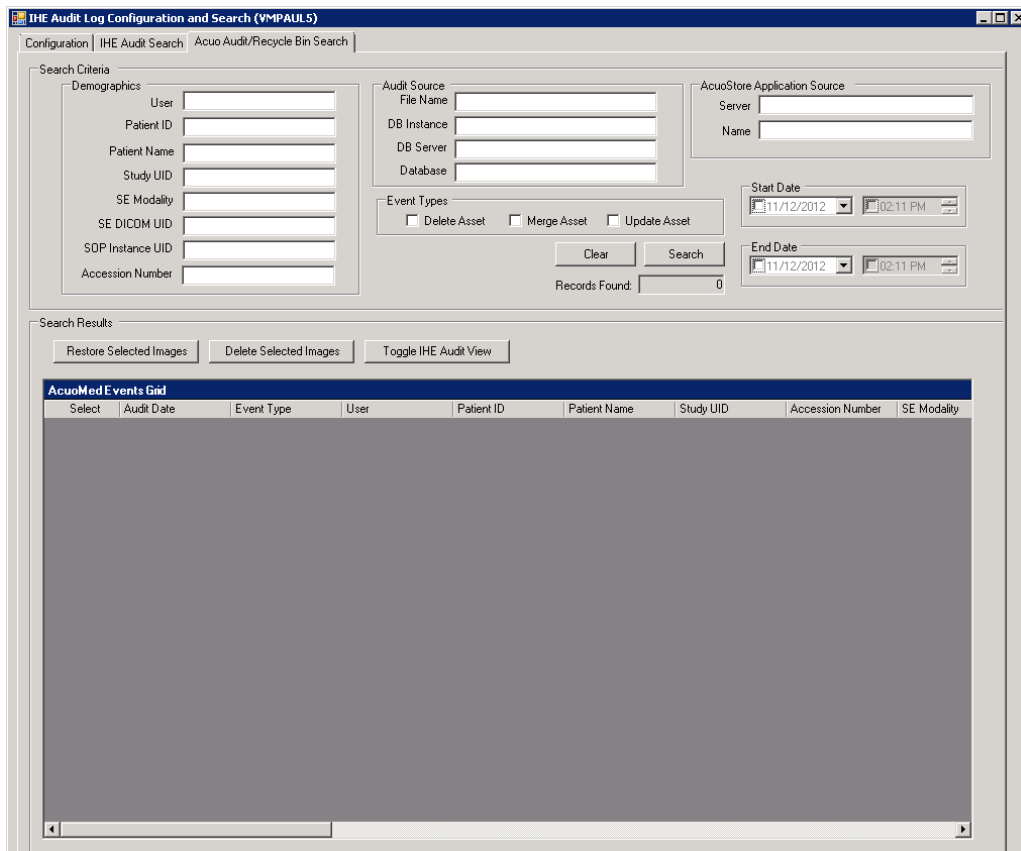 IHE Audit Log Configuration and Search (VMPAUL5)
Configuration IHE Audit Search Acuo Audit/Recycle Bin Search
Search Criteria
Demographics
User
Patient ID
Patient Name
Study UID
SE Modality
SE DICOM UID
SOP Instance UID
Accession Number
Audit Source
File Name
DB Instance
DB Server
Database
Event Types
Delete Asset Merge Asset Update Asset
Clear Search
Records Found: 0
AcuoStore Application Source
Server
Name
Start Date
11/12/2012 02:11 PM
End Date
11/12/2012 02:11 PM
Search Results
Restore Selected Images Delete Selected Images Toggle IHE Audit View
AcuoMed Events Grid
Select Audit Date Event Type User Patient ID Patient Name Study UID Accession Number SE Modality